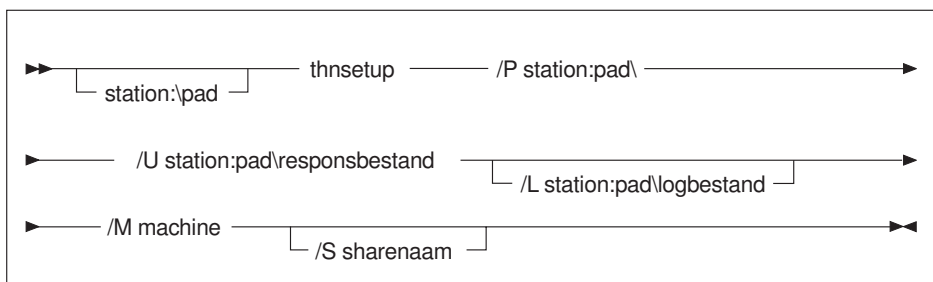 thnsetup /P station:pad\
station:\pad
/U station:pad\responsbestand
/L station:pad\logbestand
/M machine
/S sharenaam